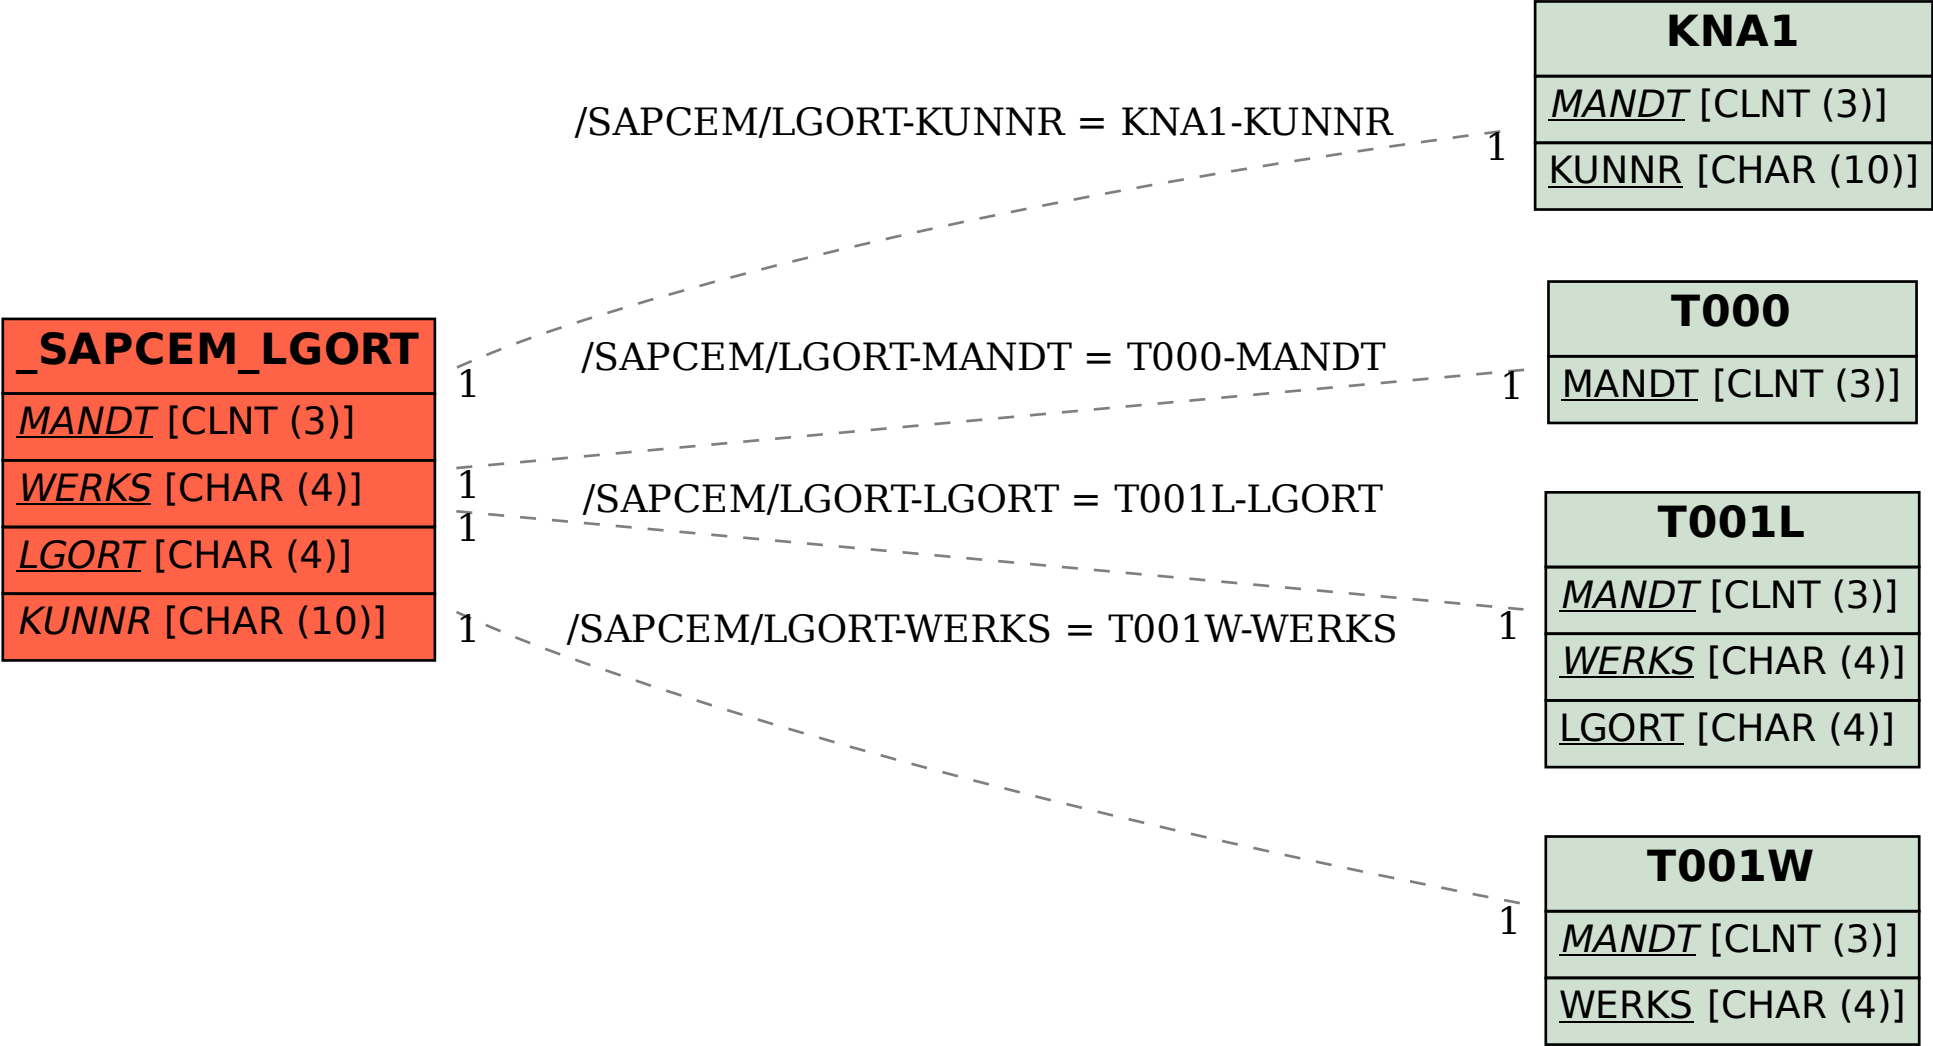 KNA1
MANDT [CLNT (3)]
KUNNR [CHAR (10)]
/SAPCEM/LGORT-KUNNR = KNA1-KUNNR
1
1
_SAPCEM_LGORT
MANDT [CLNT (3)]
WERKS [CHAR (4)]
LGORT [CHAR (4)]
KUNNR [CHAR (10)]
/SAPCEM/LGORT-MANDT = T000-MANDT
1
1
T000
MANDT [CLNT (3)]
/SAPCEM/LGORT-LGORT = T001L-LGORT
1
1
T001L
MANDT [CLNT (3)]
WERKS [CHAR (4)]
LGORT [CHAR (4)]
/SAPCEM/LGORT-WERKS = T001W-WERKS
1
1
T001W
MANDT [CLNT (3)]
WERKS [CHAR (4)]